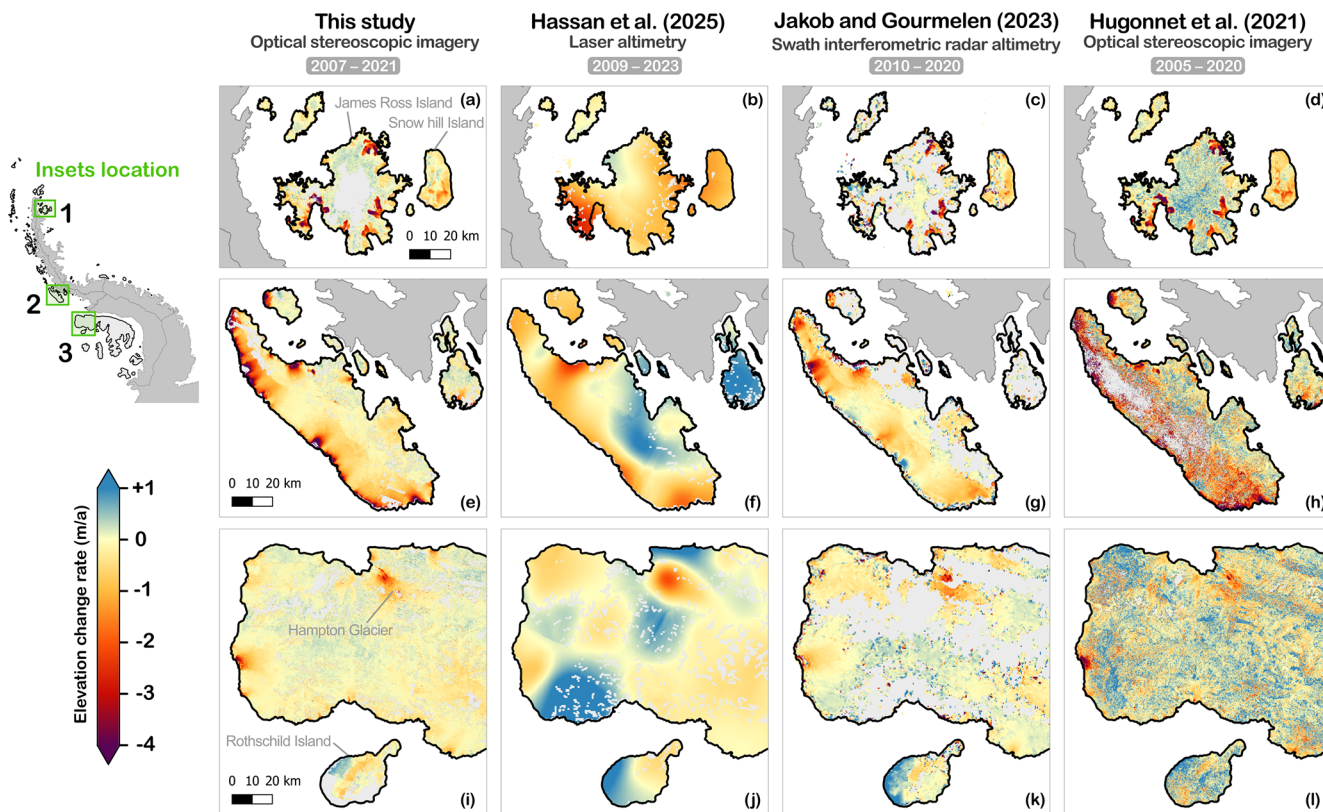 This study
Optical stereoscopic imagery
2007 – 2021
Hassan et al. (2025)
Laser altimetry
2009 – 2023
Jakob and Gourmelen (2023)
Swath interferometric radar altimetry
2010 – 2020
Hugonnet et al. (2021)
Optical stereoscopic imagery
2005 – 2020
Insets location
1
2
3
James Ross Island
Snow hill Island
(a)
0 10 20 km
(b)
(c)
(d)
0 10 20 km
(e)
(f)
(g)
(h)
Elevation change rate (m/a)
+1
0
-1
-2
-3
-4
Hampton Glacier
Rothschild Island
0 10 20 km
(i)
(j)
(k)
(l)